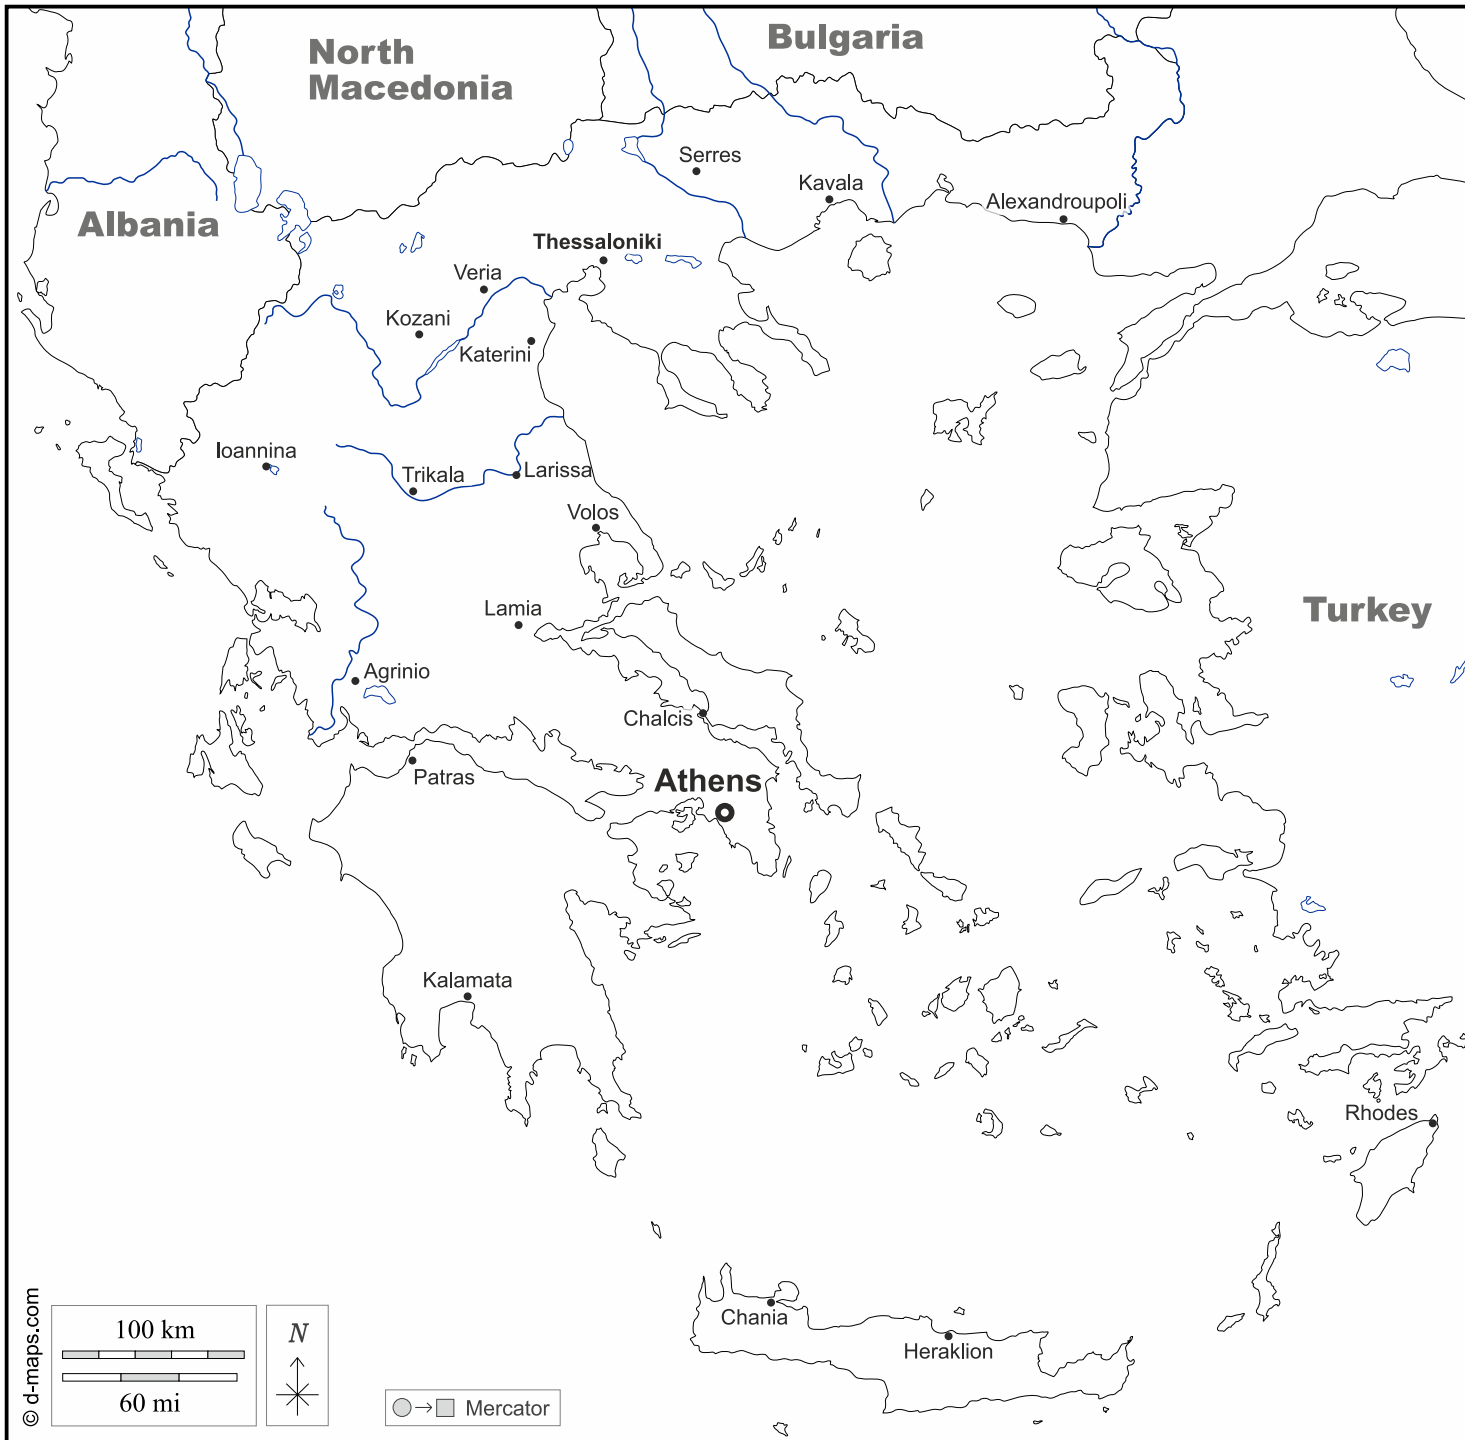 North
Macedonia
Bulgaria
Serres
Kavala
Alexandroupoli
Albania
Thessaloniki
Veria
Kozani
Katerini
Ioannina
Trikala
Larissa
Volos
Lamia
Turkey
Agrinio
Chalcis
Patras
Athens
Kalamata
Rhodes
Chania
Heraklion
© d-maps.com
100 km
60 mi
N
Mercator